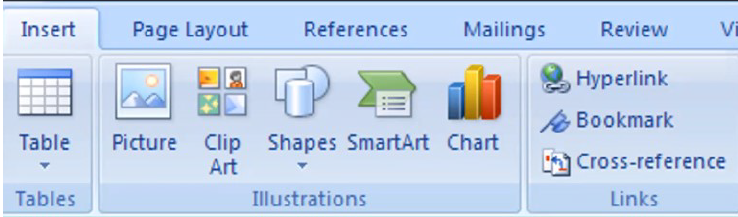 Insert Page Layout References Mailings Review Vi
Table
Picture
Clip
Art
Shapes
SmartArt
Chart
Hyperlink
Bookmark
Cross-reference
Tables Illustrations Links